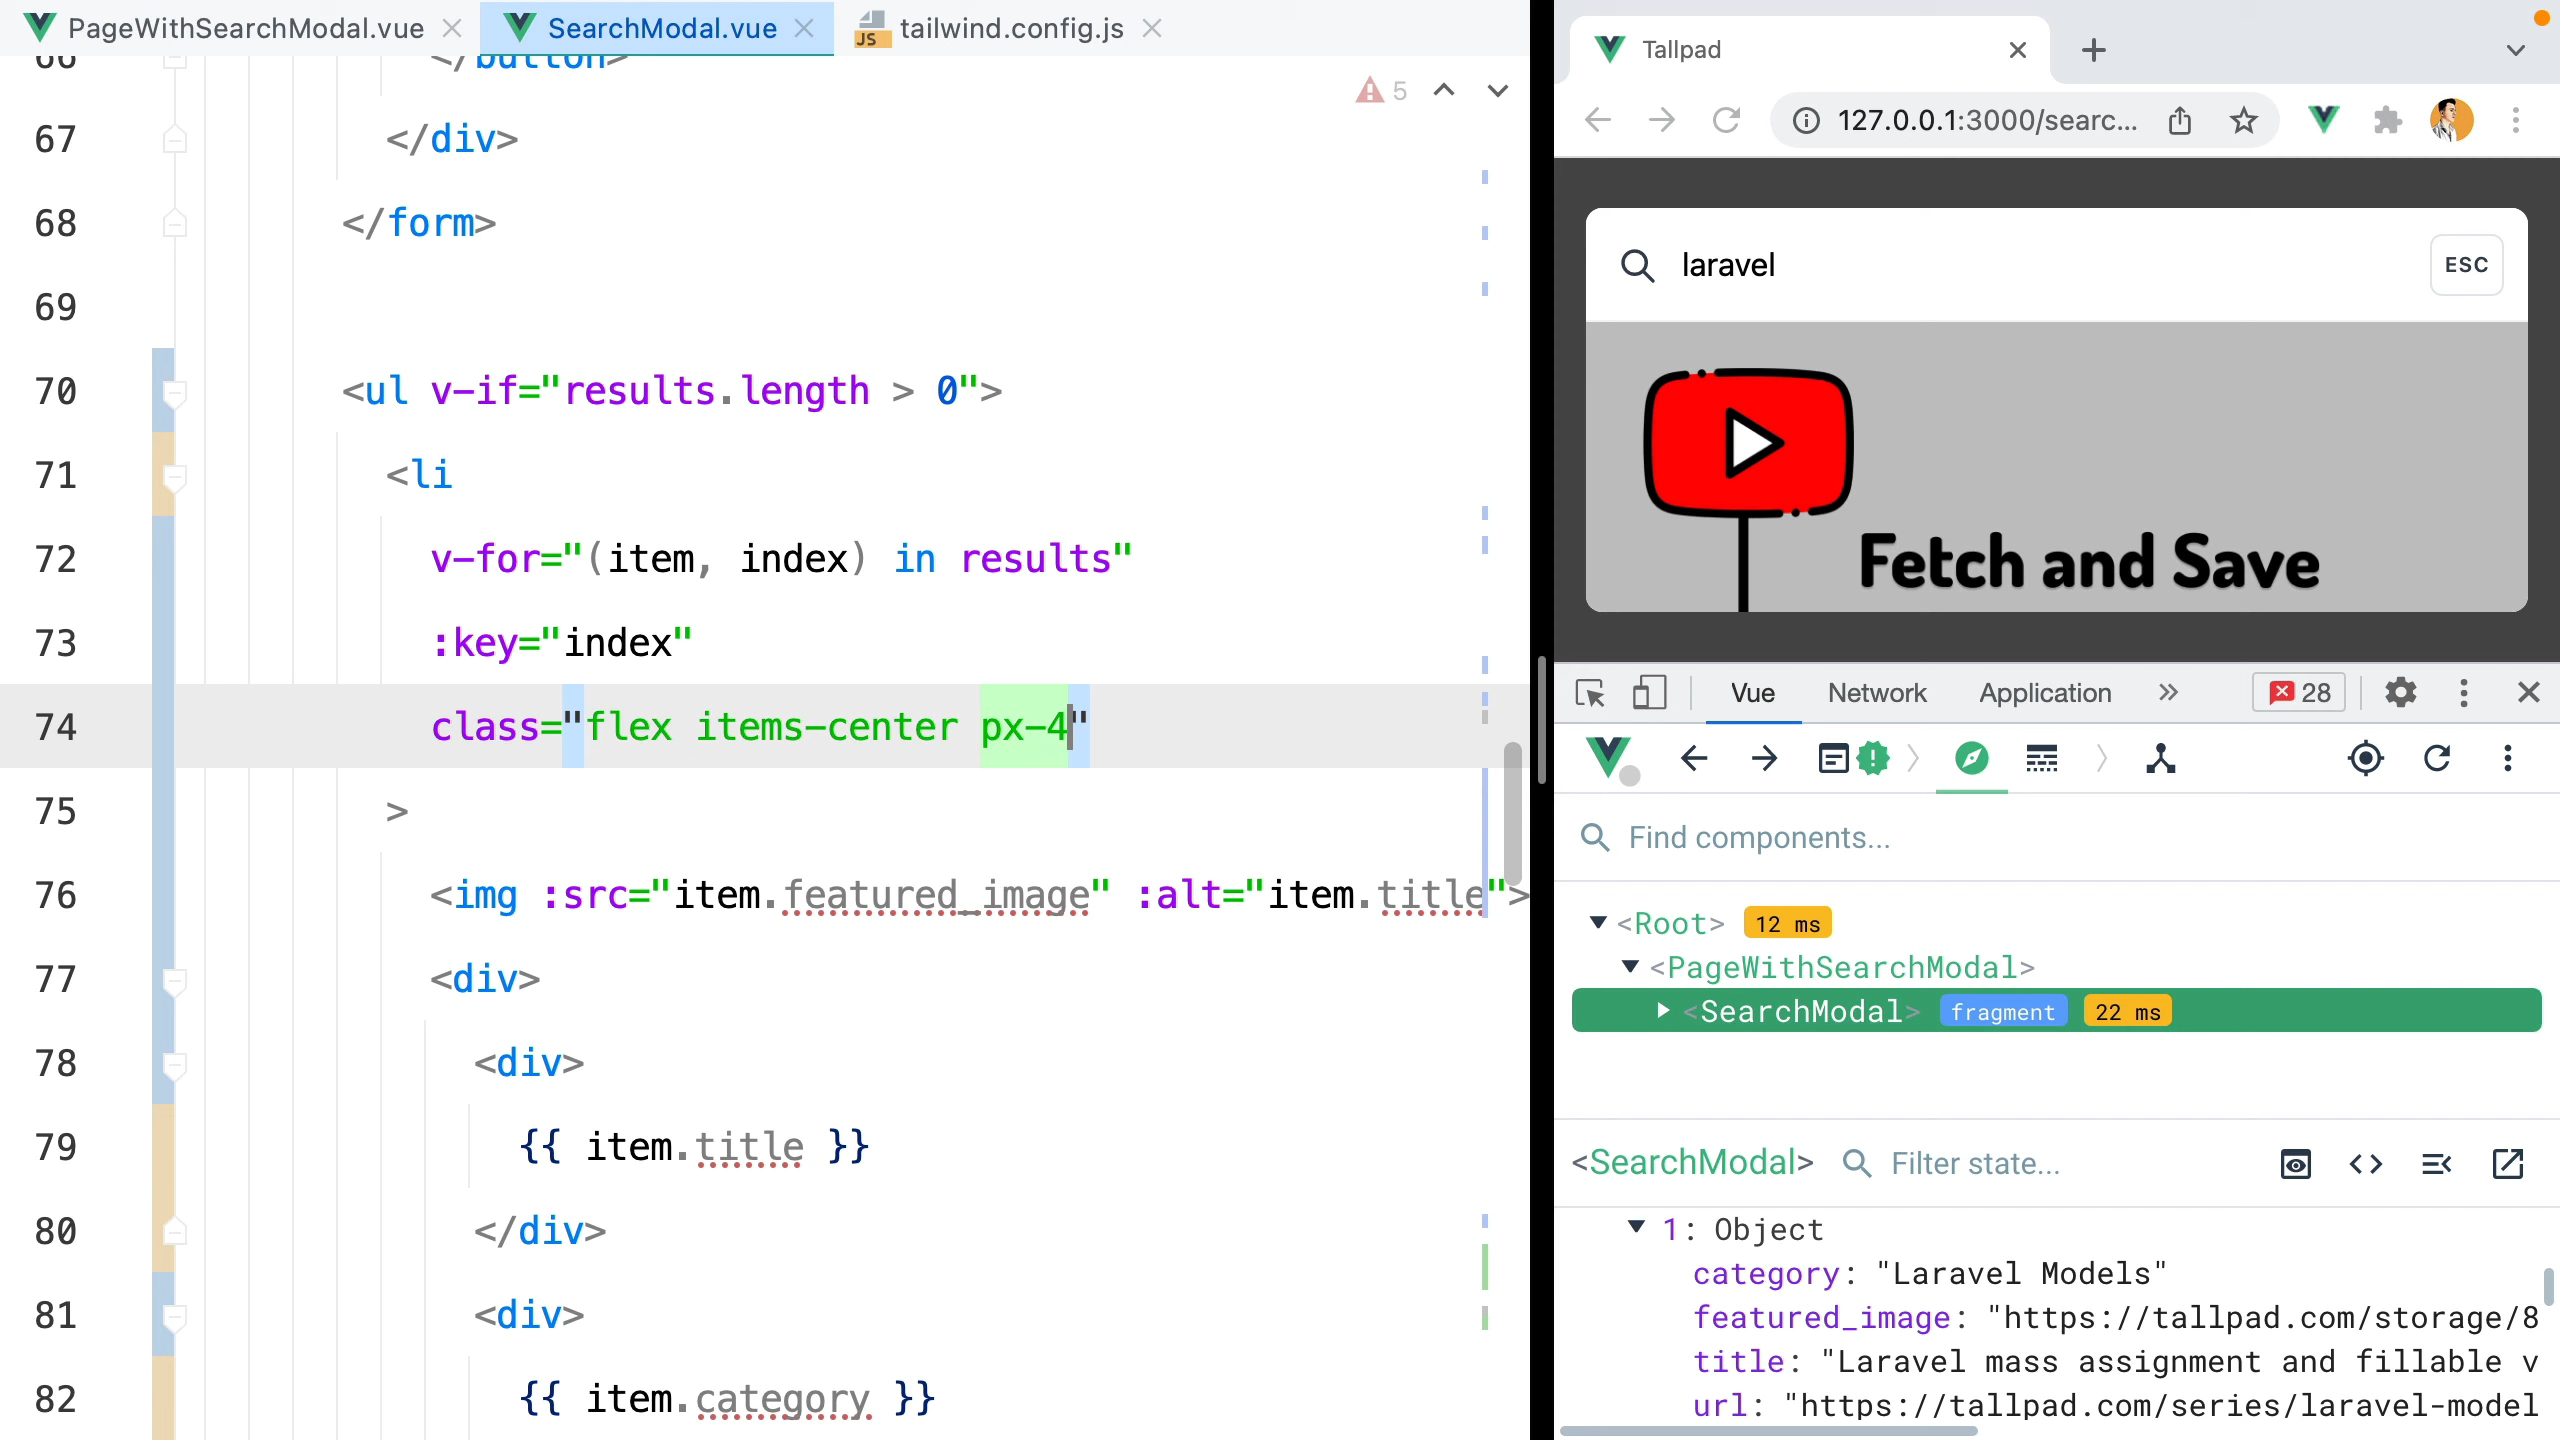 PageWithSearchModal.vue
SearchModal.vue
JS tailwind.config.js
66 </button>
5
67 </div>
68 </form>
69
70 <ul v-if="results.length > 0">
71 <li
72 v-for="(item, index) in results"
73 :key="index"
74 class="flex items-center px-4"
75 >
76 <img :src="item.featured_image" :alt="item.title">
77 <div>
78 <div>
79 {{ item.title }}
80 </div>
81 <div>
82 {{ item.category }}
Tallpad
127.0.0.1:3000/searc...
laravel
ESC
Fetch and Save
Vue Network Application » 28
Find components...
<Root> 12 ms
<PageWithSearchModal>
<SearchModal> fragment 22 ms
<SearchModal> Filter state...
1: Object
category: "Laravel Models"
featured_image: "https://tallpad.com/storage/8
title: "Laravel mass assignment and fillable v
url: "https://tallpad.com/series/laravel-model